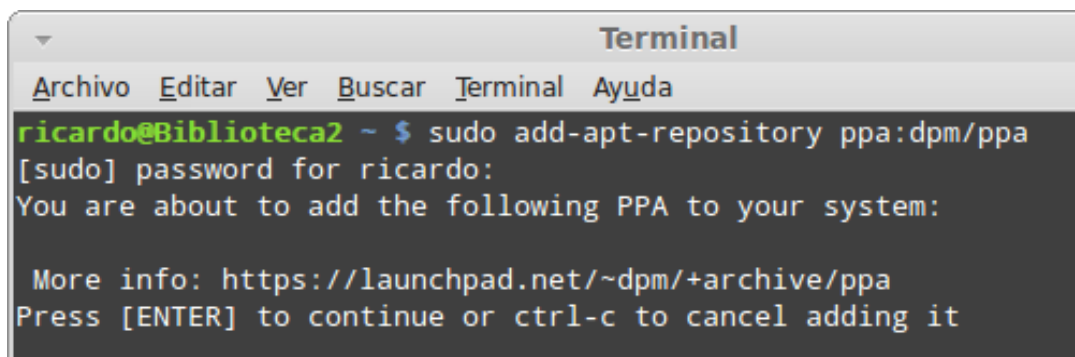 Terminal
Archivo Editar Ver Buscar Terminal Ayuda
ricardo@Biblioteca2 ~ $ sudo add-apt-repository ppa:dpm/ppa
[sudo] password for ricardo:
You are about to add the following PPA to your system:
More info: https://launchpad.net/~dpm/+archive/ppa
Press [ENTER] to continue or ctrl-c to cancel adding it